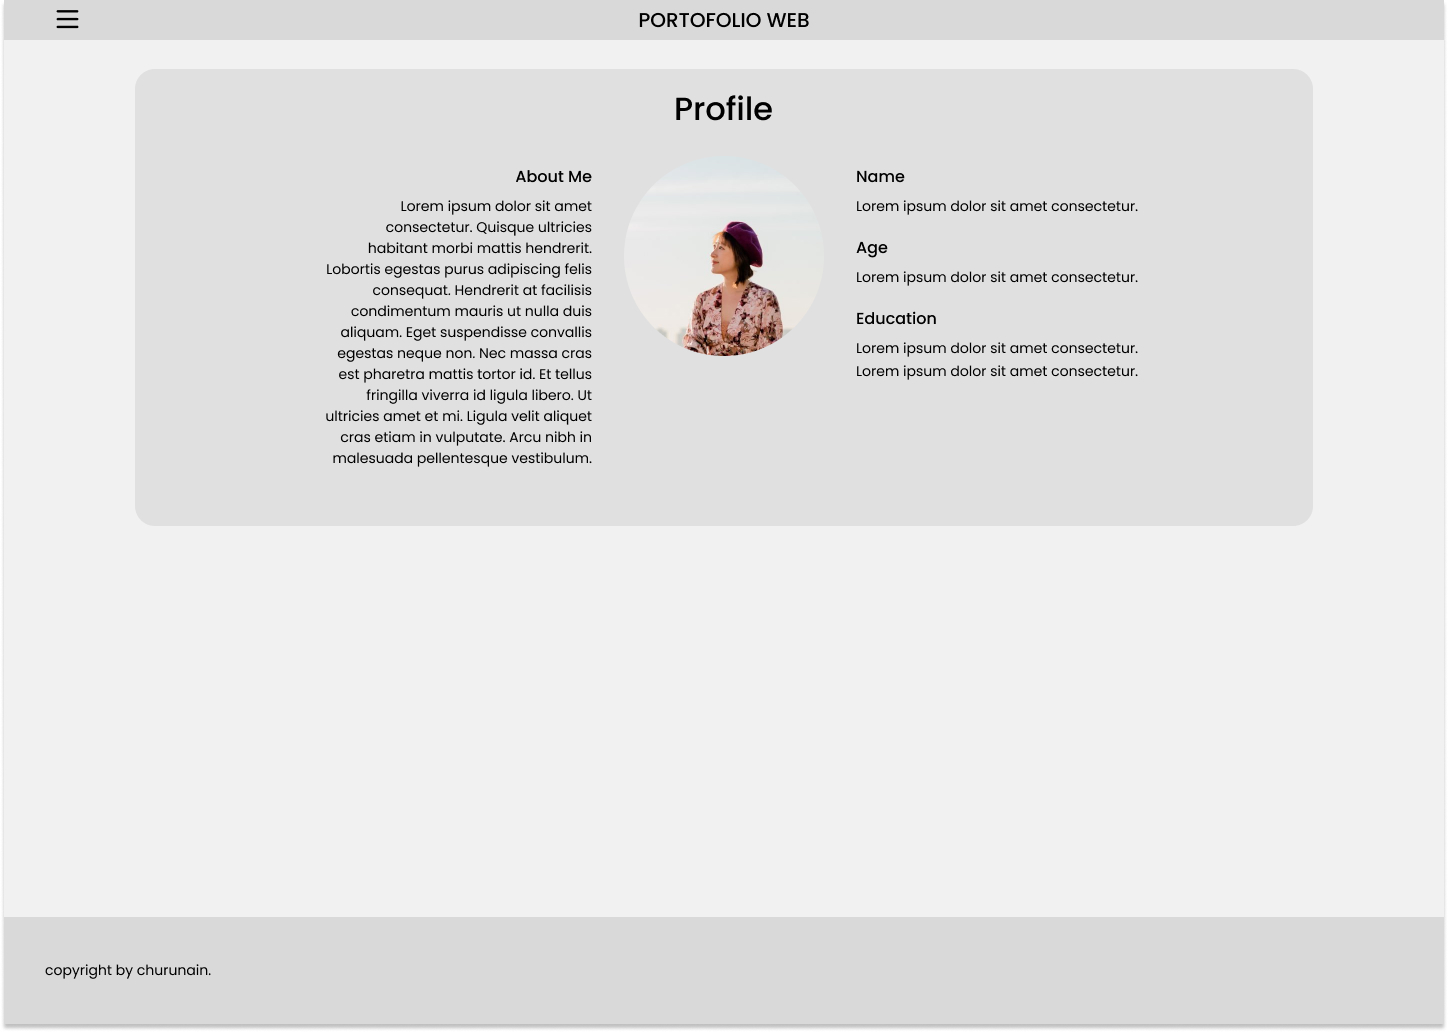 PORTOFOLIO WEB
Profile
About Me
Lorem ipsum dolor sit amet
consectetur. Quisque ultricies
habitant morbi mattis hendrerit.
Lobortis egestas purus adipiscing felis
consequat. Hendrerit at facilisis
condimentum mauris ut nulla duis
aliquam. Eget suspendisse convallis
egestas neque non. Nec massa cras
est pharetra mattis tortor id. Et tellus
fringilla viverra id ligula libero. Ut
ultricies amet et mi. Ligula velit aliquet
cras etiam in vulputate. Arcu nibh in
malesuada pellentesque vestibulum.
Name
Lorem ipsum dolor sit amet consectetur.
Age
Lorem ipsum dolor sit amet consectetur.
Education
Lorem ipsum dolor sit amet consectetur.
Lorem ipsum dolor sit amet consectetur.
copyright by churunain.